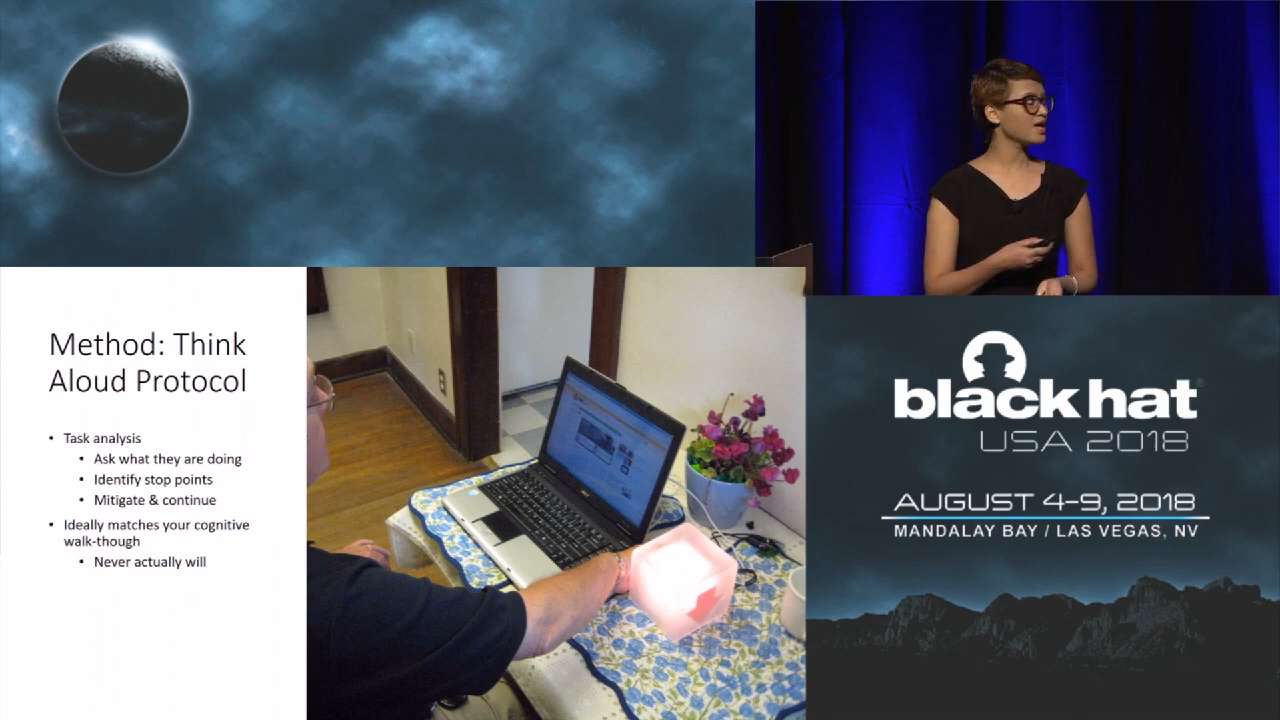 Method: Think
Aloud Protocol
• Task analysis
• Ask what they are doing
• Identify stop points
• Mitigate & continue
• Ideally matches your cognitive
walk-though
• Never actually will
black hat
USA 2018
AUGUST 4-9, 2018
MANDALAY BAY / LAS VEGAS, NV